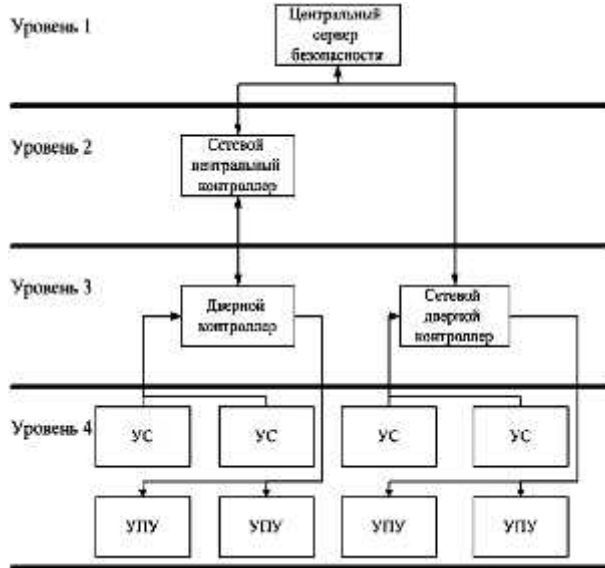 Уровень 1
Центральный
сервер
безопасности
Уровень 2
Сетевой
центральный
контроллер
Уровень 3
Дверной
контроллер
Сетевой
дверной
контроллер
Уровень 4
УС
УС
УС
УС
УПУ
УПУ
УПУ
УПУ